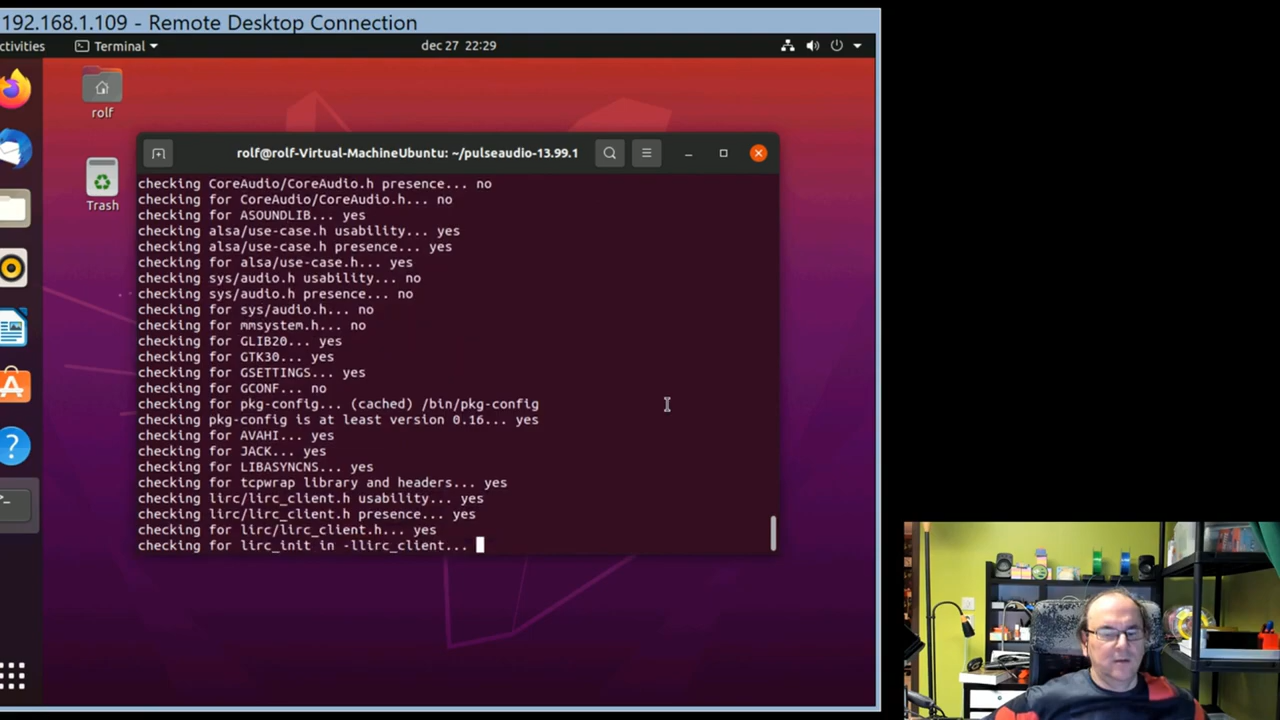 192.168.1.109 - Remote Desktop Connection
ctivities
Terminal
dec 27 22:29
rolf
Trash
rolf@rolf-Virtual-MachineUbuntu: ~/pulseaudio-13.99.1
checking CoreAudio/CoreAudio.h presence... no
checking for CoreAudio/CoreAudio.h... no
checking for ASOUNDLIB... yes
checking alsa/use-case.h usability... yes
checking alsa/use-case.h presence... yes
checking for alsa/use-case.h... yes
checking sys/audio.h usability... no
checking sys/audio.h presence... no
checking for sys/audio.h... no
checking for mmsystem.h... no
checking for GLIB20... yes
checking for GTK30... yes
checking for GSETTINGS... yes
checking for GCONF... no
checking for pkg-config... (cached) /bin/pkg-config
checking pkg-config is at least version 0.16... yes
checking for AVAHI... yes
checking for JACK... yes
checking for LIBASYNCNS... yes
checking for tcpwrap library and headers... yes
checking lirc/lirc_client.h usability... yes
checking lirc/lirc_client.h presence... yes
checking for lirc/lirc_client.h... yes
checking for lirc_init in -llirc_client...